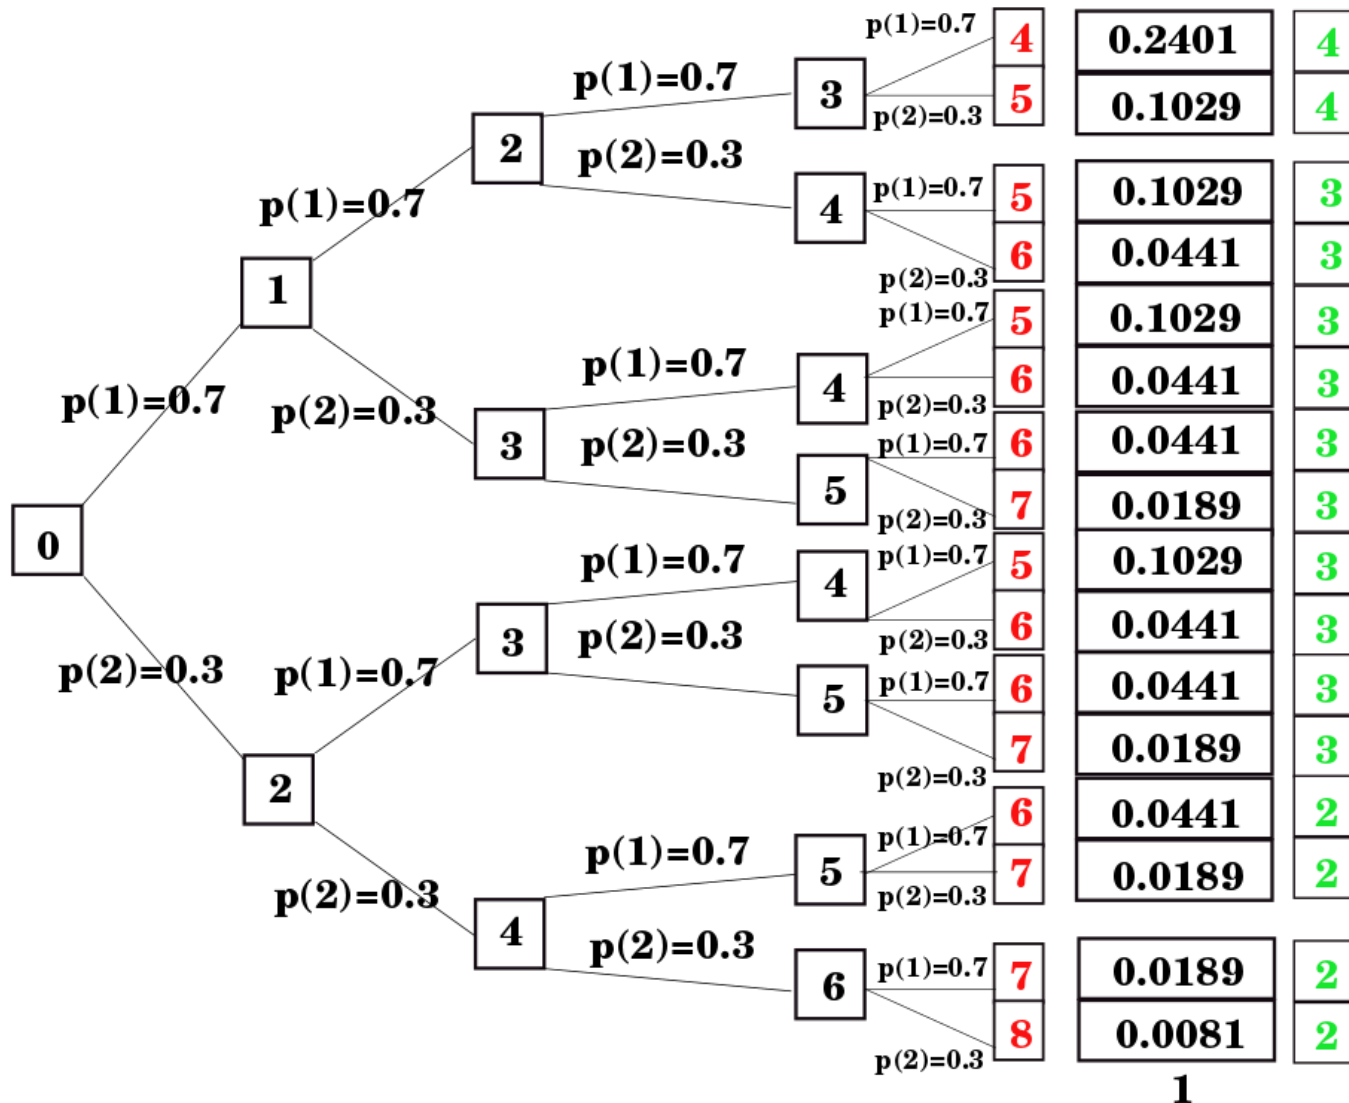 p(1)=0.7 4 0.2401 4
p(1)=0.7 3
p(2)=0.3 5 0.1029 4
2
p(2)=0.3
p(1)=0.7 5 0.1029 3
p(1)=0.7 4
6 0.0441 3
p(2)=0.3
1
p(1)=0.7 5 0.1029 3
p(1)=0.7
4 6 0.0441 3
p(1)=0.7 p(2)=0.3 p(2)=0.3
3 p(2)=0.3 p(1)=0.7 6 0.0441 3
5
7 0.0189 3
p(2)=0.3
0
p(1)=0.7 p(1)=0.7 5 0.1029 3
4
p(2)=0.3 6 0.0441 3
3 p(2)=0.3
p(2)=0.3 p(1)=0.7 p(1)=0.7 6 0.0441 3
5
7 0.0189 3
p(2)=0.3
2
6 0.0441 2
p(1)=0.7 p(1)=0.7
5 7 0.0189 2
p(2)=0.3 p(2)=0.3
4 p(2)=0.3
p(1)=0.7 7 0.0189 2
6
8 0.0081 2
p(2)=0.3
1